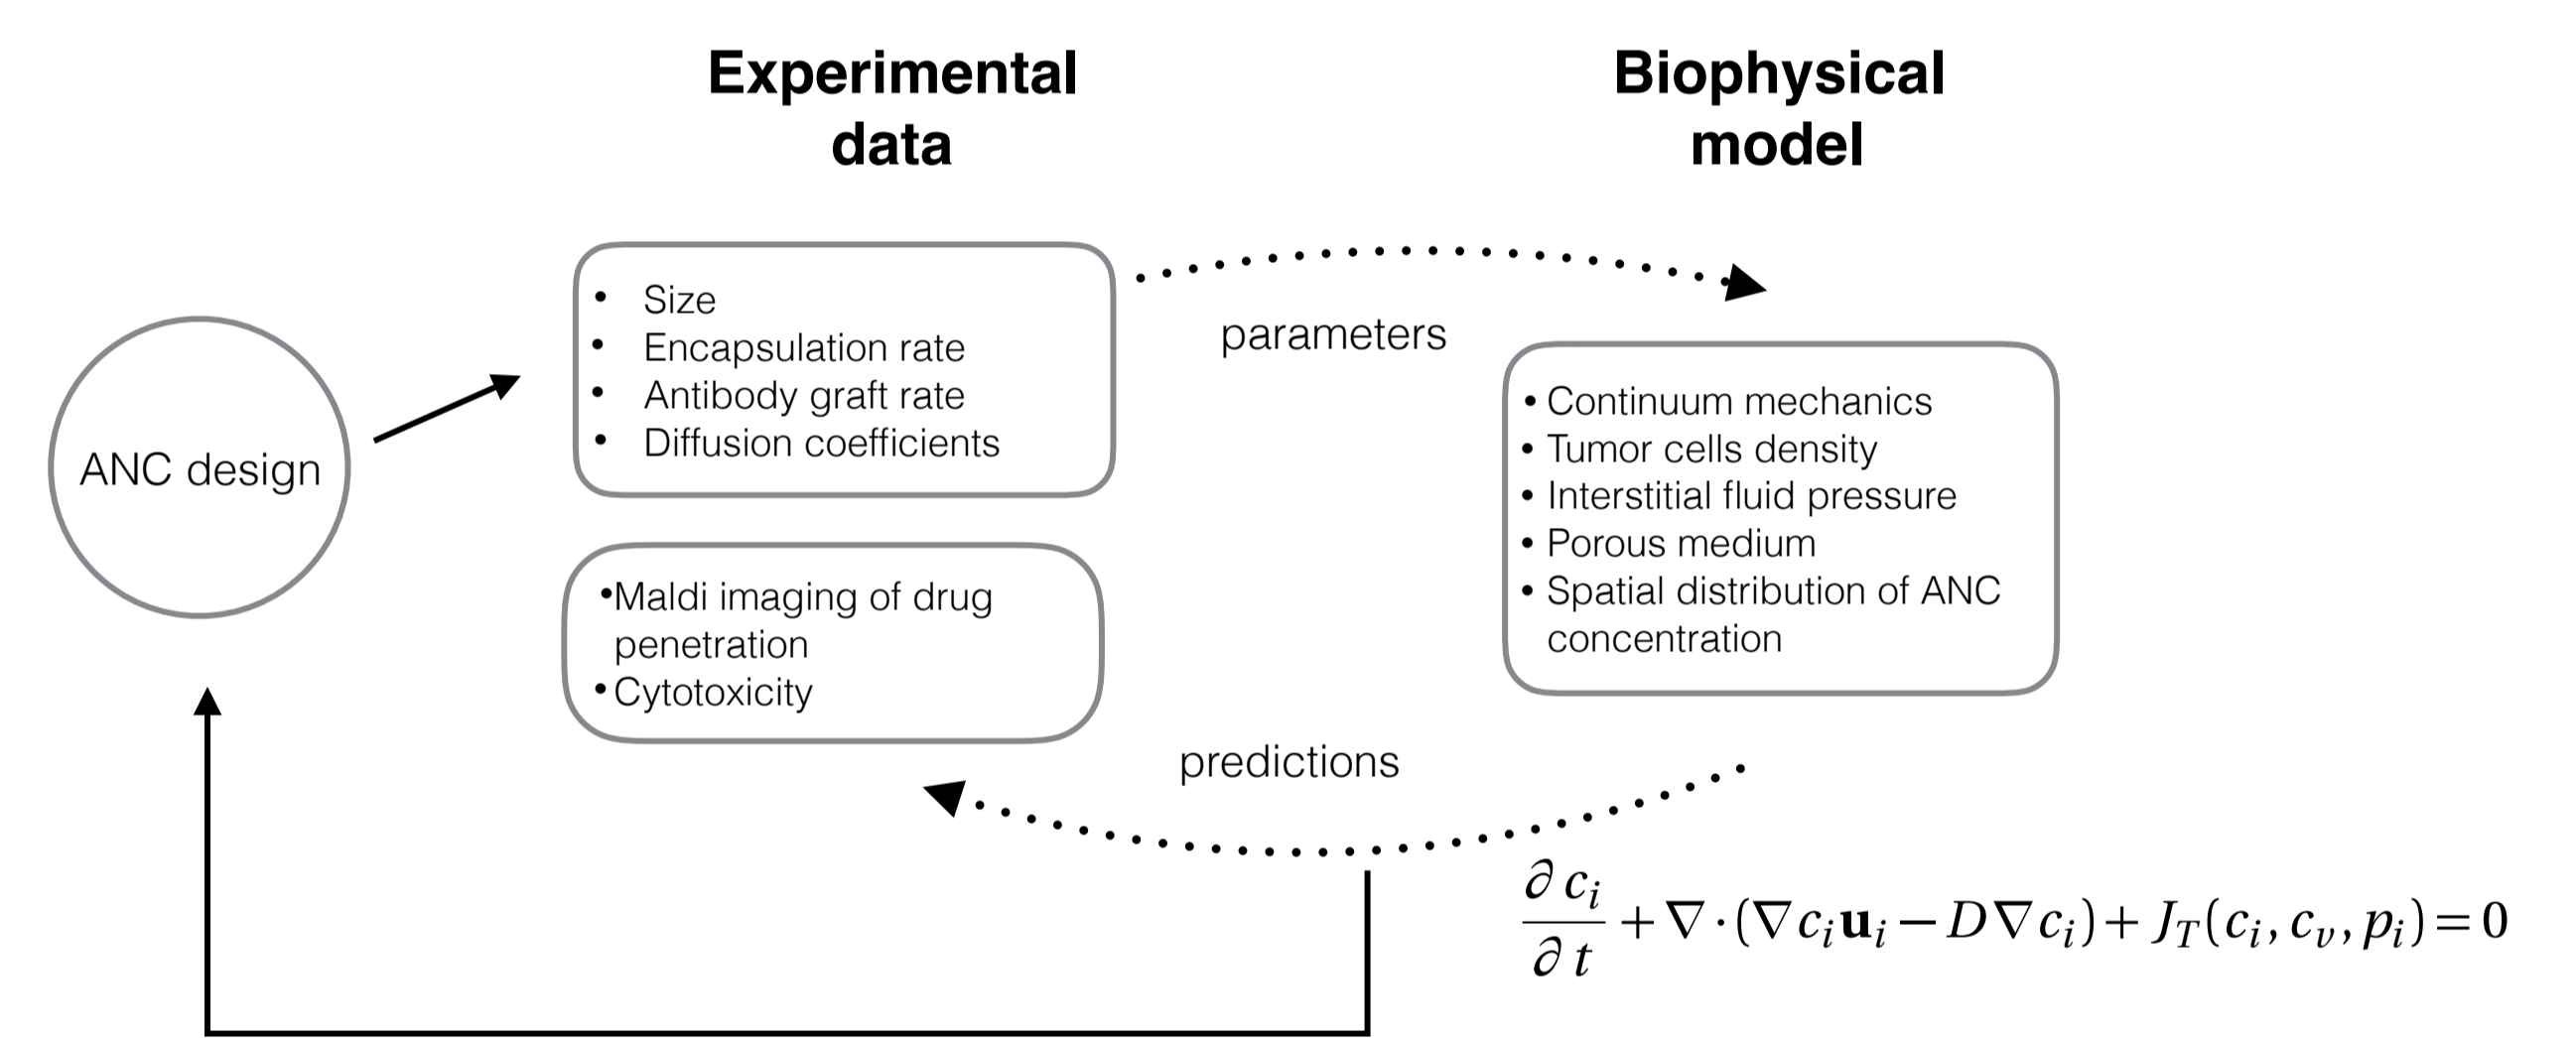 Experimental
data
Biophysical
model
ANC design
• Size
• Encapsulation rate
• Antibody graft rate
• Diffusion coefficients
•Maldi imaging of drug
penetration
•Cytotoxicity
parameters
• Continuum mechanics
• Tumor cells density
• Interstitial fluid pressure
• Porous medium
• Spatial distribution of ANC
concentration
predictions
∂c_i/∂t + ∇·(∇c_i u_i − D∇c_i) + J_T(c_i, c_v, p_i) = 0